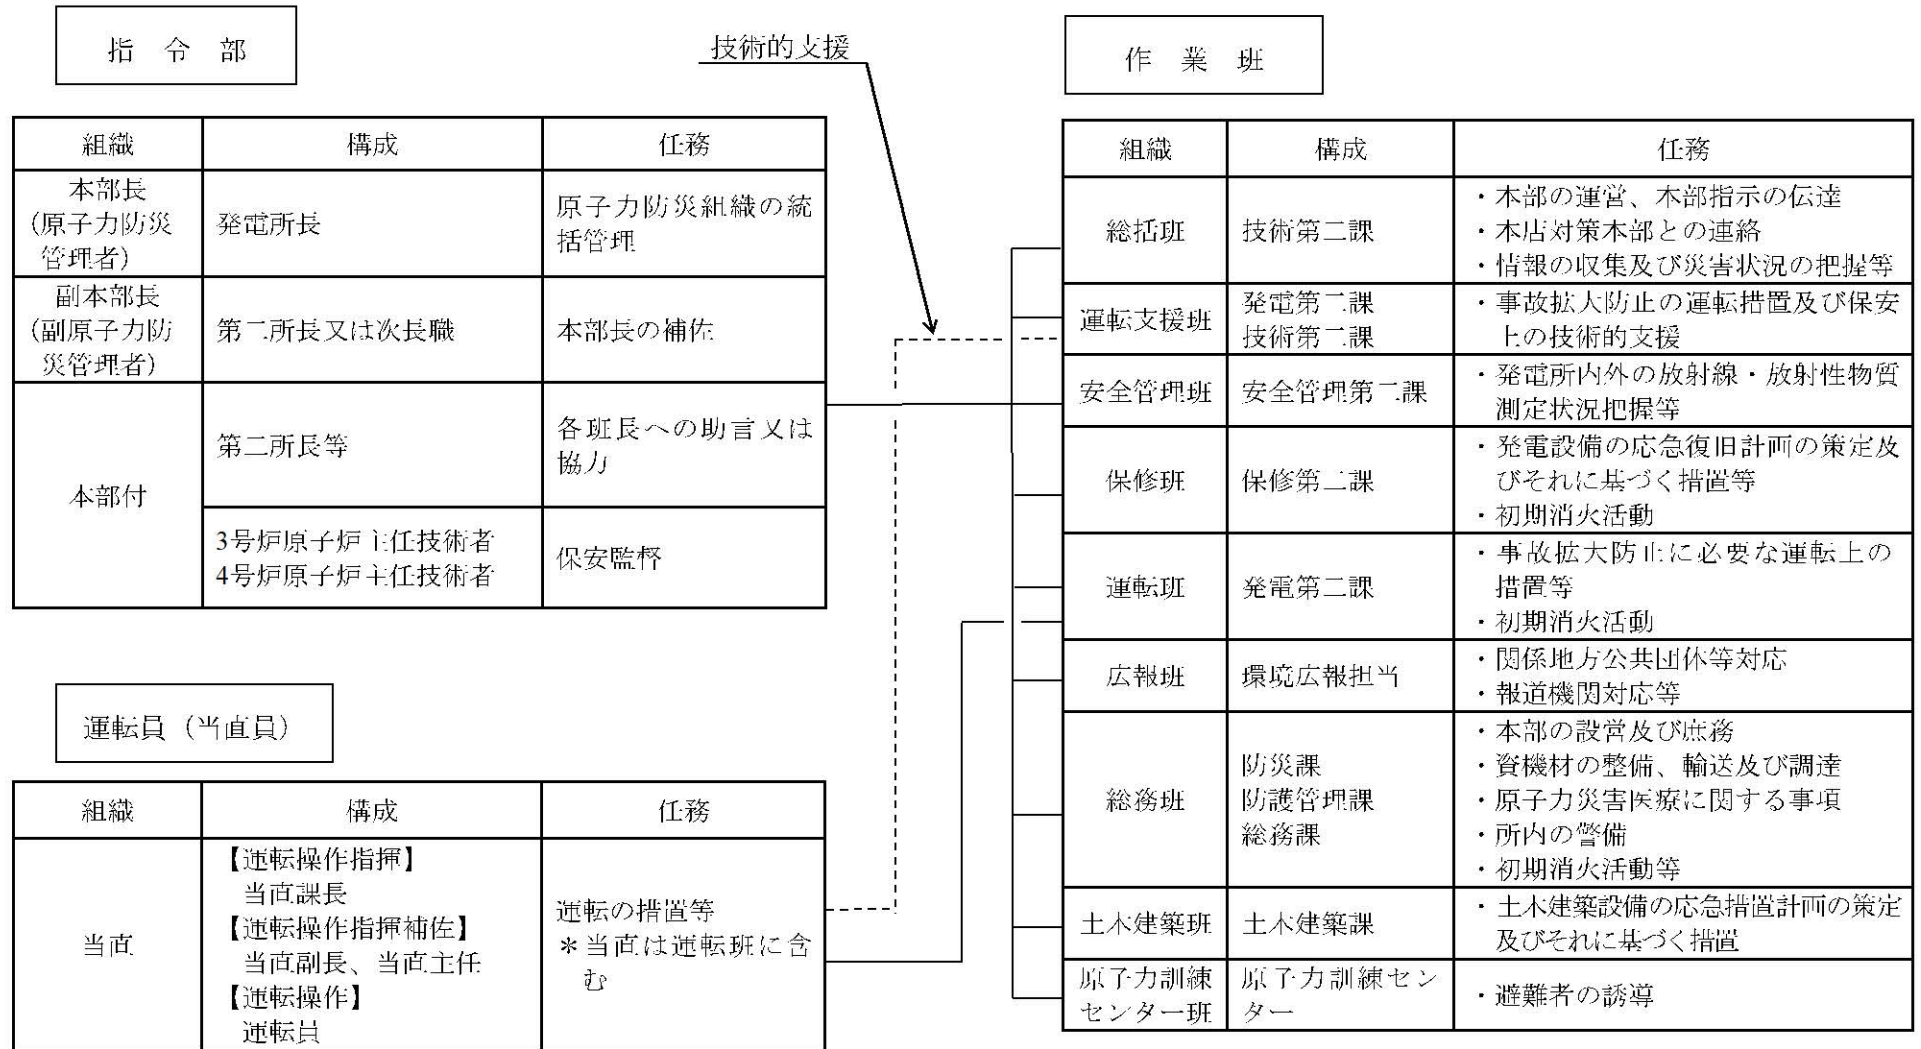 指 令 部
組織 構成 任務
本部長
(原子力防災
管理者)
発電所長
原子力防災組織の統
括管理
副本部長
(副原子力防
災管理者)
第二所長又は次長職
本部長の補佐
本部付
第二所長等
各班長への助言又は
協力
3号炉原子炉主任技術者
4号炉原子炉主任技術者
保安監督
運転員（当直員）
組織 構成 任務
当直
【運転操作指揮】
当直課長
【運転操作指揮補佐】
当直副長、当直主任
【運転操作】
運転員
運転の措置等
＊当直は運転班に含
む
技術的支援
作 業 班
組織 構成 任務
総括班
技術第二課
・本部の運営、本部指示の伝達
・本店対策本部との連絡
・情報の収集及び災害状況の把握等
運転支援班
発電第二課
技術第二課
・事故拡大防止の運転措置及び保安
上の技術的支援
安全管理班
安全管理第二課
・発電所内外の放射線・放射性物質
測定状況把握等
保修班
保修第二課
・発電設備の応急復旧計画の策定及
びそれに基づく措置等
・初期消火活動
運転班
発電第二課
・事故拡大防止に必要な運転上の
措置等
・初期消火活動
広報班
環境広報担当
・関係地方公共団体等対応
・報道機関対応等
総務班
防災課
防護管理課
総務課
・本部の設営及び庶務
・資機材の整備、輸送及び調達
・原子力災害医療に関する事項
・所内の警備
・初期消火活動等
土木建築班
土木建築課
・土木建築設備の応急措置計画の策定
及びそれに基づく措置
原子力訓練
センター班
原子力訓練セン
ター
・避難者の誘導